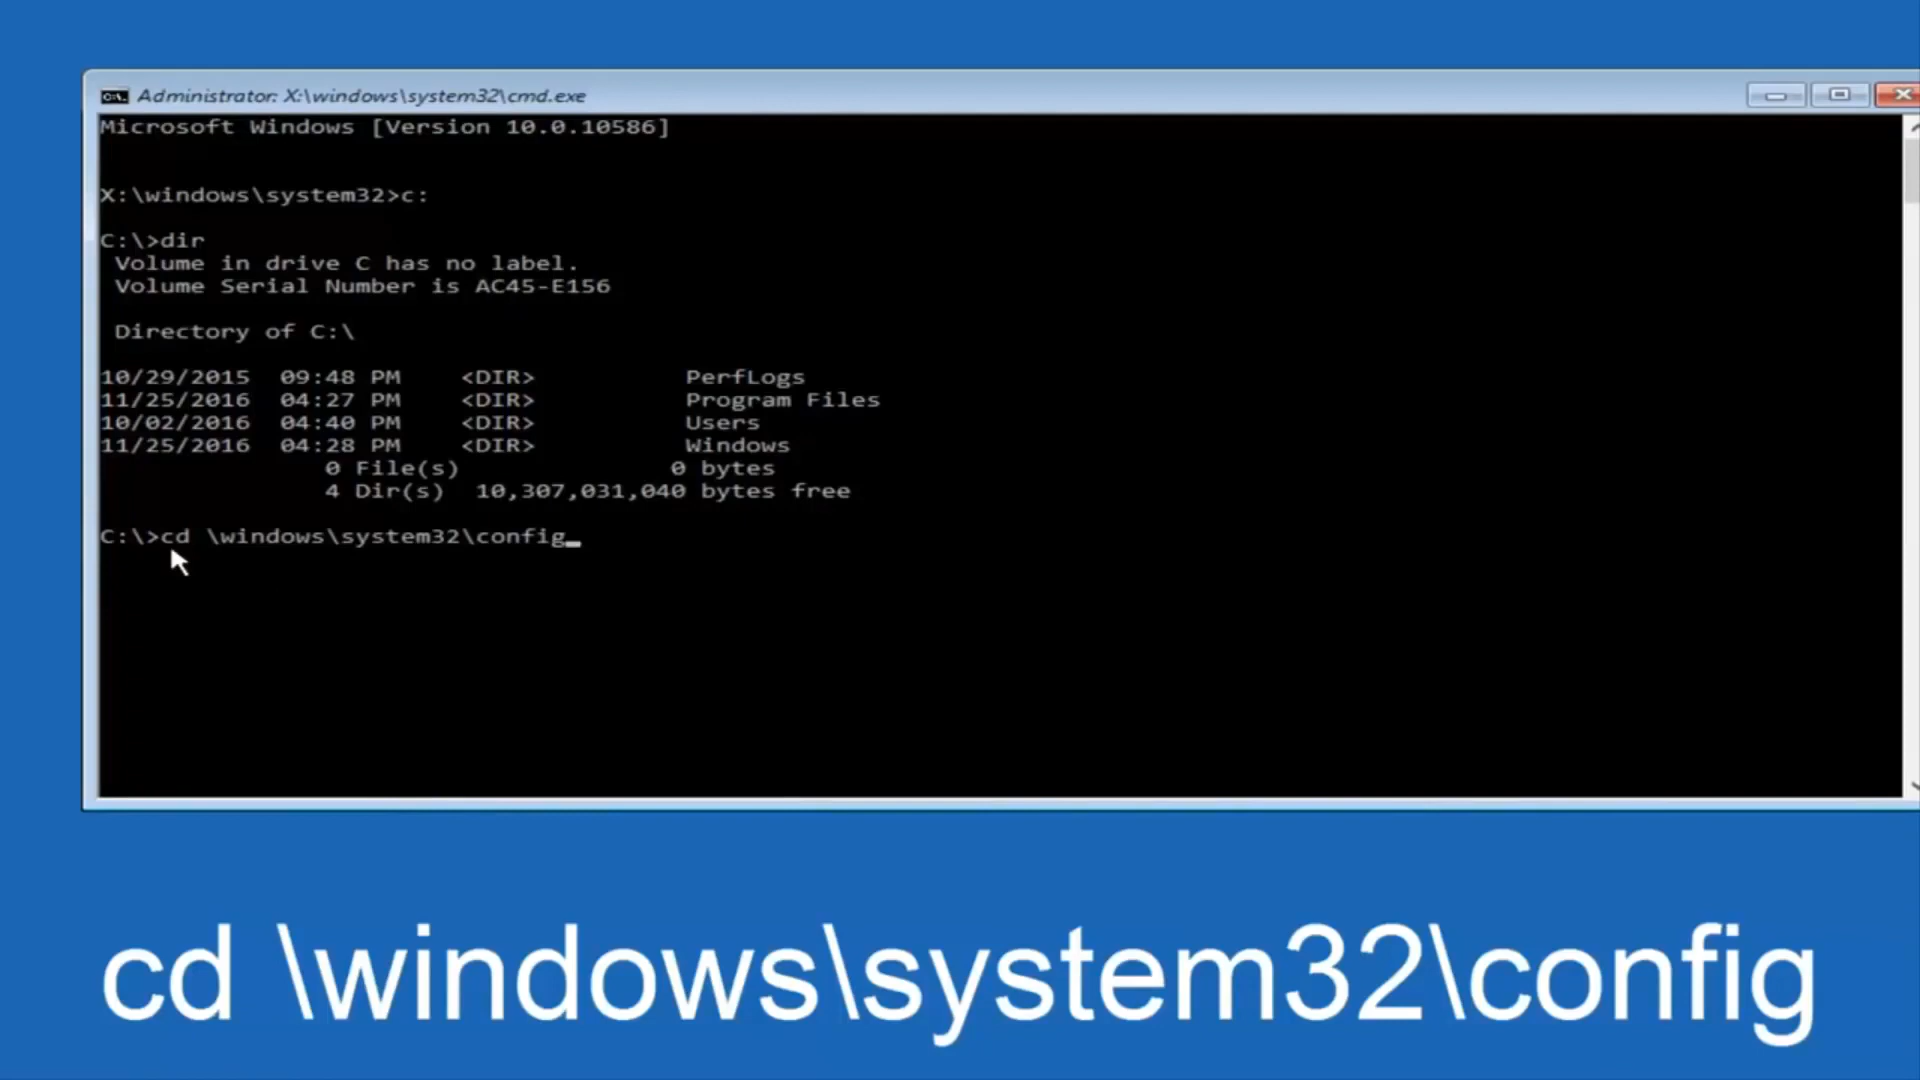 Administrator: X:\windows\system32\cmd.exe
Microsoft Windows [Version 10.0.10586]
X:\windows\system32>c:
C:\>dir
Volume in drive C has no label.
Volume Serial Number is AC45-E156
Directory of C:\
10/29/2015 09:48 PM <DIR> PerfLogs
11/25/2016 04:27 PM <DIR> Program Files
10/02/2016 04:40 PM <DIR> Users
11/25/2016 04:28 PM <DIR> Windows
0 File(s) 0 bytes
4 Dir(s) 10,307,031,040 bytes free
C:\>cd \windows\system32\config_
cd \windows\system32\config